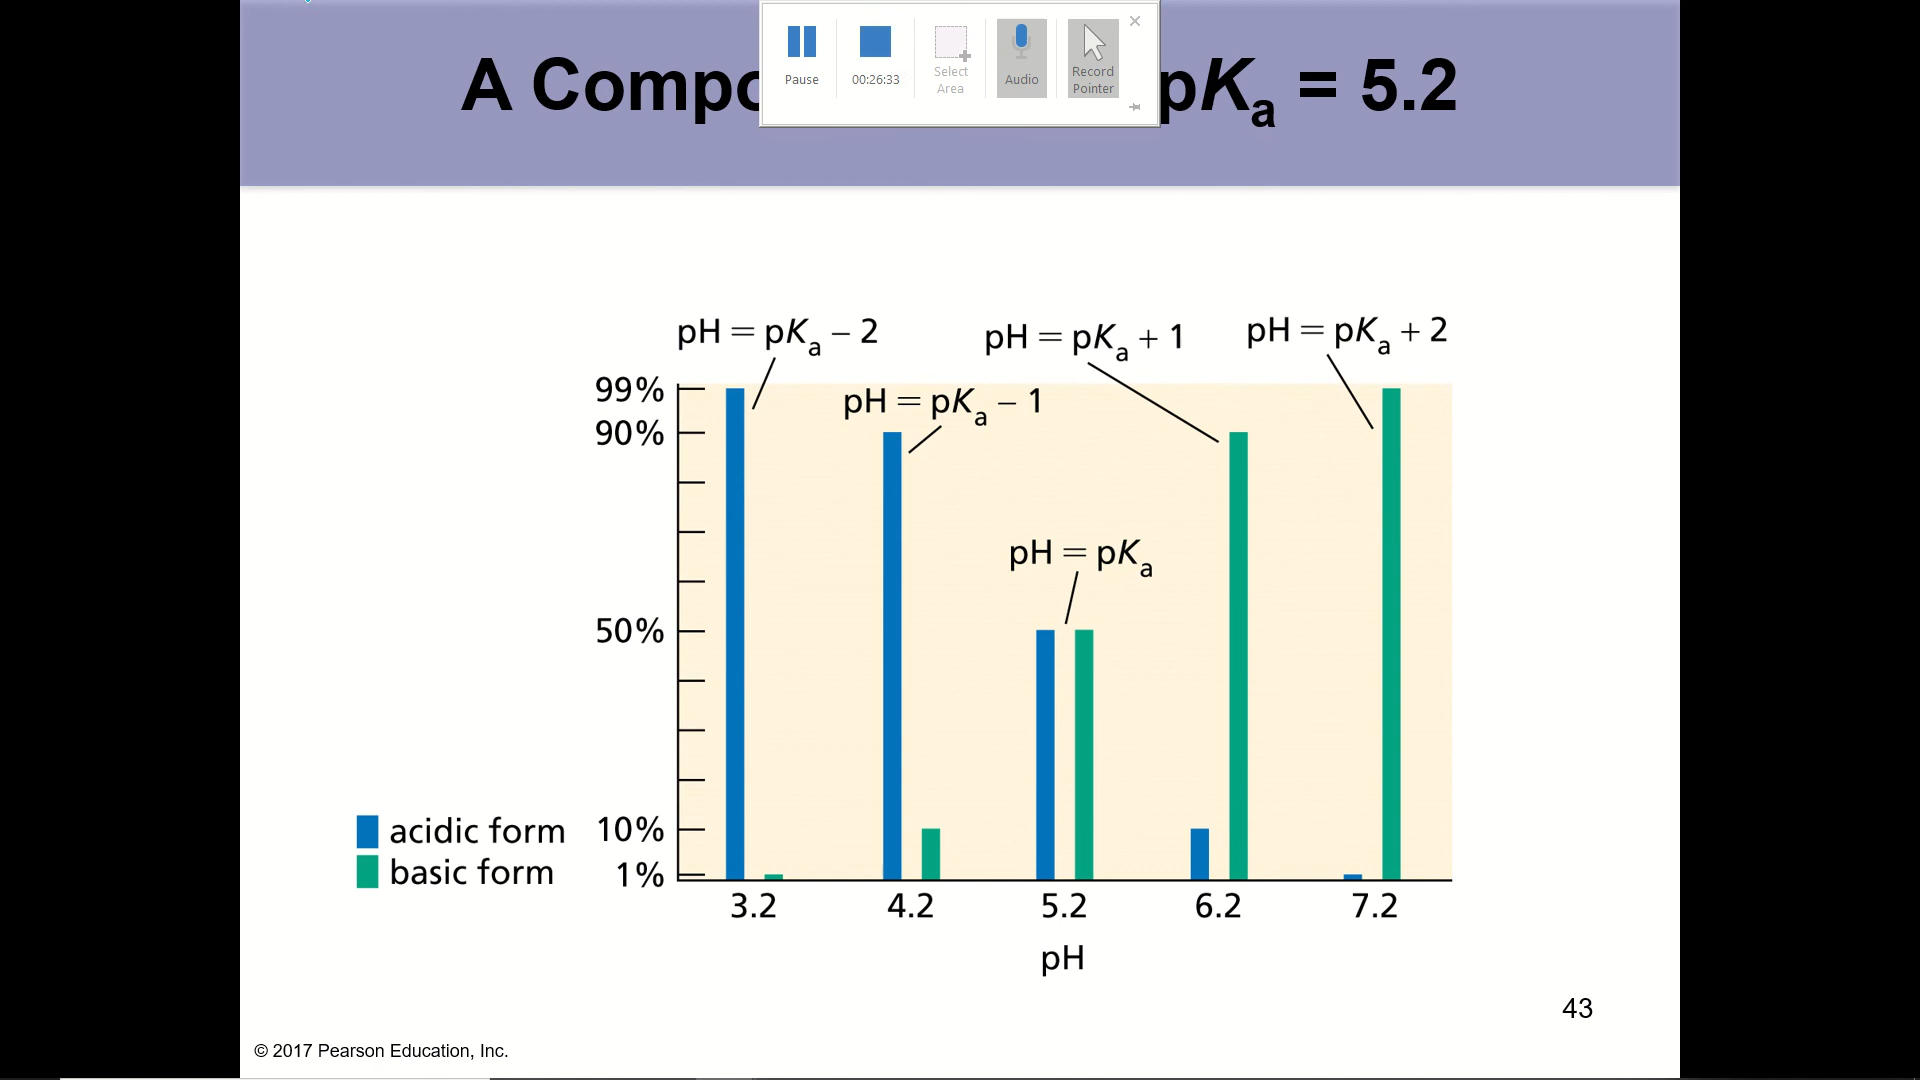 Pause
00:26:33
Select
Area
Audio
Record
Pointer
A Compo pKa = 5.2
pH = pKa − 2
pH = pKa + 1
pH = pKa + 2
pH = pKa − 1
pH = pKa
99%
90%
50%
10%
1%
acidic form
basic form
3.2 4.2 5.2 6.2 7.2
pH
43
© 2017 Pearson Education, Inc.